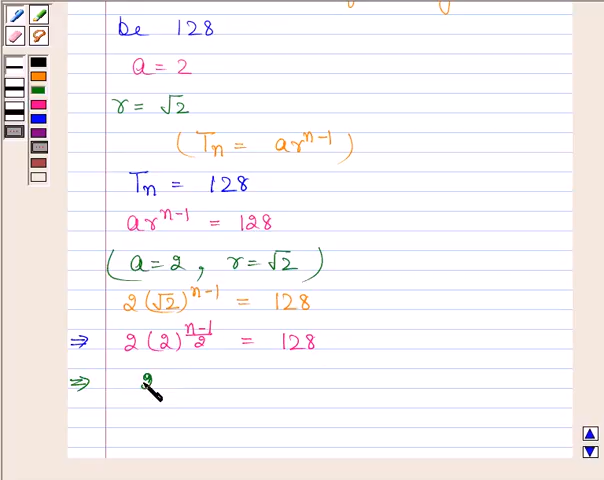 be 128
a = 2
r = √2
( Tn = ar^(n-1) )
Tn = 128
ar^(n-1) = 128
( a = 2 , r = √2 )
2 (√2)^(n-1) = 128
⇒ 2 (2)^((n-1)/2) = 128
⇒